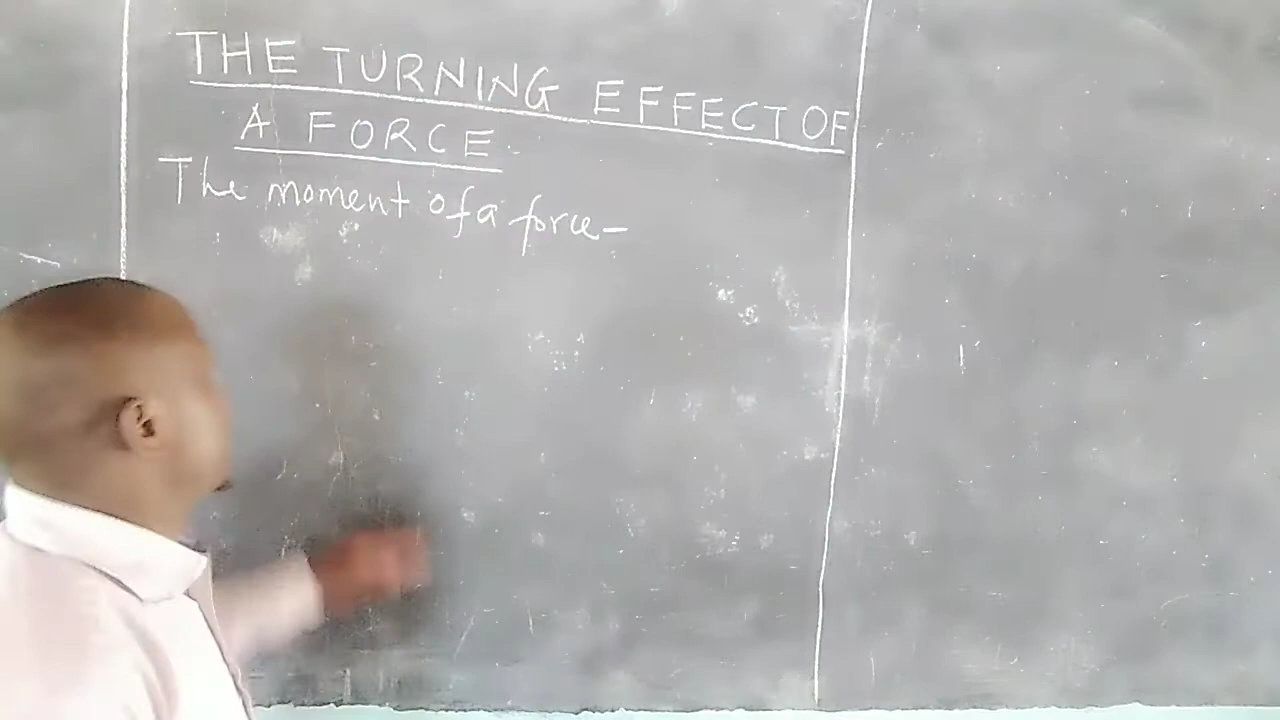 THE TURNING EFFECT OF
A FORCE.
The moment of a force-